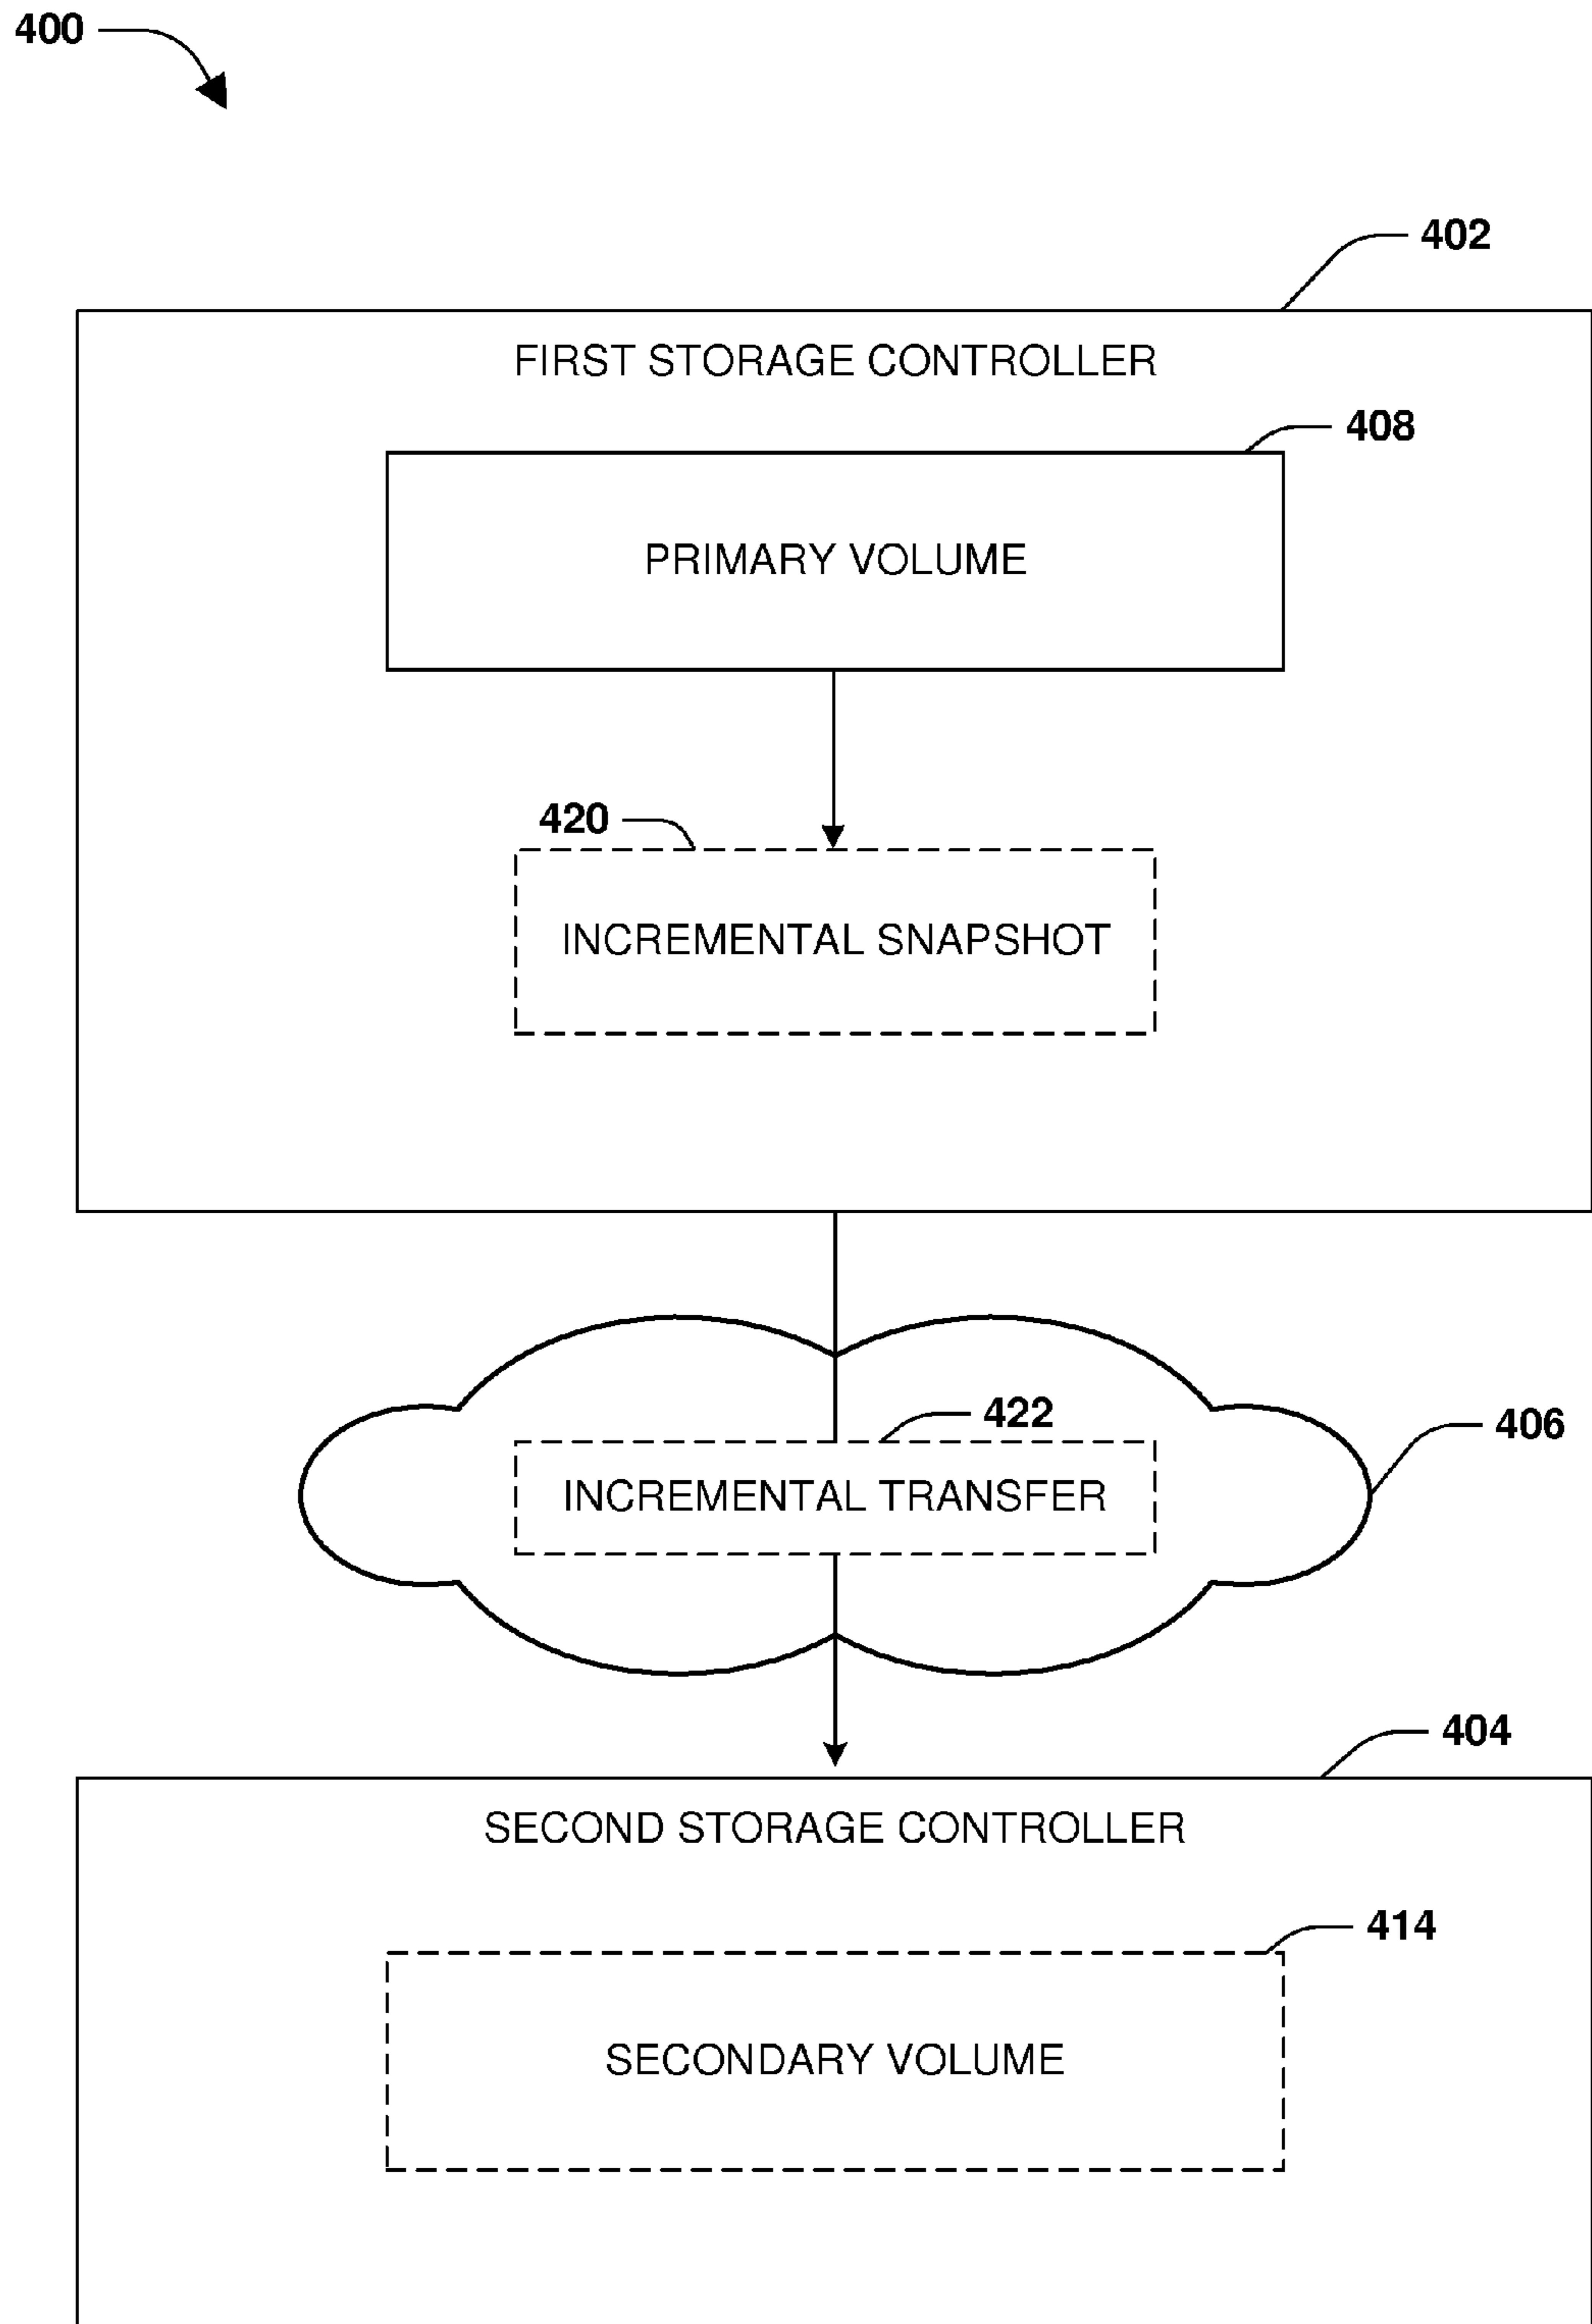 400
402
FIRST STORAGE CONTROLLER
408
PRIMARY VOLUME
420
INCREMENTAL SNAPSHOT
422
406
INCREMENTAL TRANSFER
404
SECOND STORAGE CONTROLLER
414
SECONDARY VOLUME